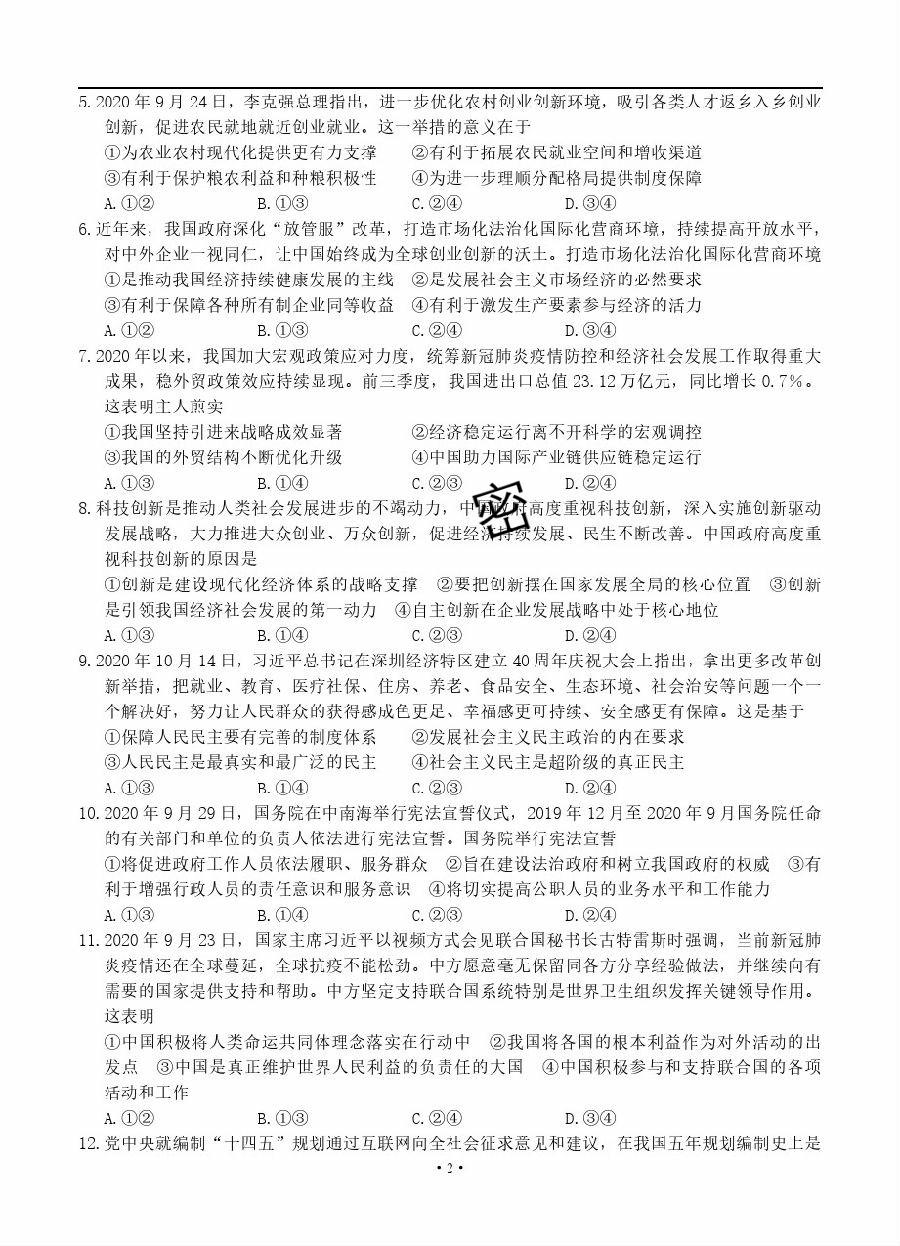 5.2020年9月24日，李克强总理指出，进一步优化农村创业创新环境，吸引各类人才返乡入乡创业
创新，促进农民就地就近创业就业。这一举措的意义在于
①为农业农村现代化提供更有力支撑 ②有利于拓展农民就业空间和增收渠道
③有利于保护粮农利益和种粮积极性 ④为进一步理顺分配格局提供制度保障
A.①② B.①③ C.②④ D.③④
6.近年来，我国政府深化“放管服”改革，打造市场化法治化国际化营商环境，持续提高开放水平，
对中外企业一视同仁，让中国始终成为全球创业创新的沃土。打造市场化法治化国际化营商环境
①是推动我国经济持续健康发展的主线 ②是发展社会主义市场经济的必然要求
③有利于保障各种所有制企业同等收益 ④有利于激发生产要素参与经济的活力
A.①② B.①③ C.②④ D.③④
7.2020年以来，我国加大宏观政策应对力度，统筹新冠肺炎疫情防控和经济社会发展工作取得重大
成果，稳外贸政策效应持续显现。前三季度，我国进出口总值23.12万亿元，同比增长0.7%。
这表明主人煎实
①我国坚持引进来战略成效显著 ②经济稳定运行离不开科学的宏观调控
③我国的外贸结构不断优化升级 ④中国助力国际产业链供应链稳定运行
A.①③ B.①④ C.②③ D.②④
8.科技创新是推动人类社会发展进步的不竭动力，中国政府高度重视科技创新，深入实施创新驱动
发展战略，大力推进大众创业、万众创新，促进经济持续发展、民生不断改善。中国政府高度重
视科技创新的原因是
①创新是建设现代化经济体系的战略支撑 ②要把创新摆在国家发展全局的核心位置 ③创新
是引领我国经济社会发展的第一动力 ④自主创新在企业发展战略中处于核心地位
A.①③ B.①④ C.②③ D.②④
密
9.2020年10月14日，习近平总书记在深圳经济特区建立40周年庆祝大会上指出，拿出更多改革创
新举措，把就业、教育、医疗社保、住房、养老、食品安全、生态环境、社会治安等问题一个一
个解决好，努力让人民群众的获得感成色更足、幸福感更可持续、安全感更有保障。这是基于
①保障人民民主要有完善的制度体系 ②发展社会主义民主政治的内在要求
③人民民主是最真实和最广泛的民主 ④社会主义民主是超阶级的真正民主
A.①③ B.①④ C.②③ D.②④
10.2020年9月29日，国务院在中南海举行宪法宣誓仪式，2019年12月至2020年9月国务院任命
的有关部门和单位的负责人依法进行宪法宣誓。国务院举行宪法宣誓
①将促进政府工作人员依法履职、服务群众 ②旨在建设法治政府和树立我国政府的权威 ③有
利于增强行政人员的责任意识和服务意识 ④将切实提高公职人员的业务水平和工作能力
A.①③ B.①④ C.②③ D.②④
11.2020年9月23日，国家主席习近平以视频方式会见联合国秘书长古特雷斯时强调，当前新冠肺
炎疫情还在全球蔓延，全球抗疫不能松劲。中方愿意毫无保留同各方分享经验做法，并继续向有
需要的国家提供支持和帮助。中方坚定支持联合国系统特别是世界卫生组织发挥关键领导作用。
这表明
①中国积极将人类命运共同体理念落实在行动中 ②我国将各国的根本利益作为对外活动的出
发点 ③中国是真正维护世界人民利益的负责任的大国 ④中国积极参与和支持联合国的各项
活动和工作
A.①② B.①③ C.②④ D.③④
12.党中央就编制“十四五”规划通过互联网向全社会征求意见和建议，在我国五年规划编制史上是
·2·